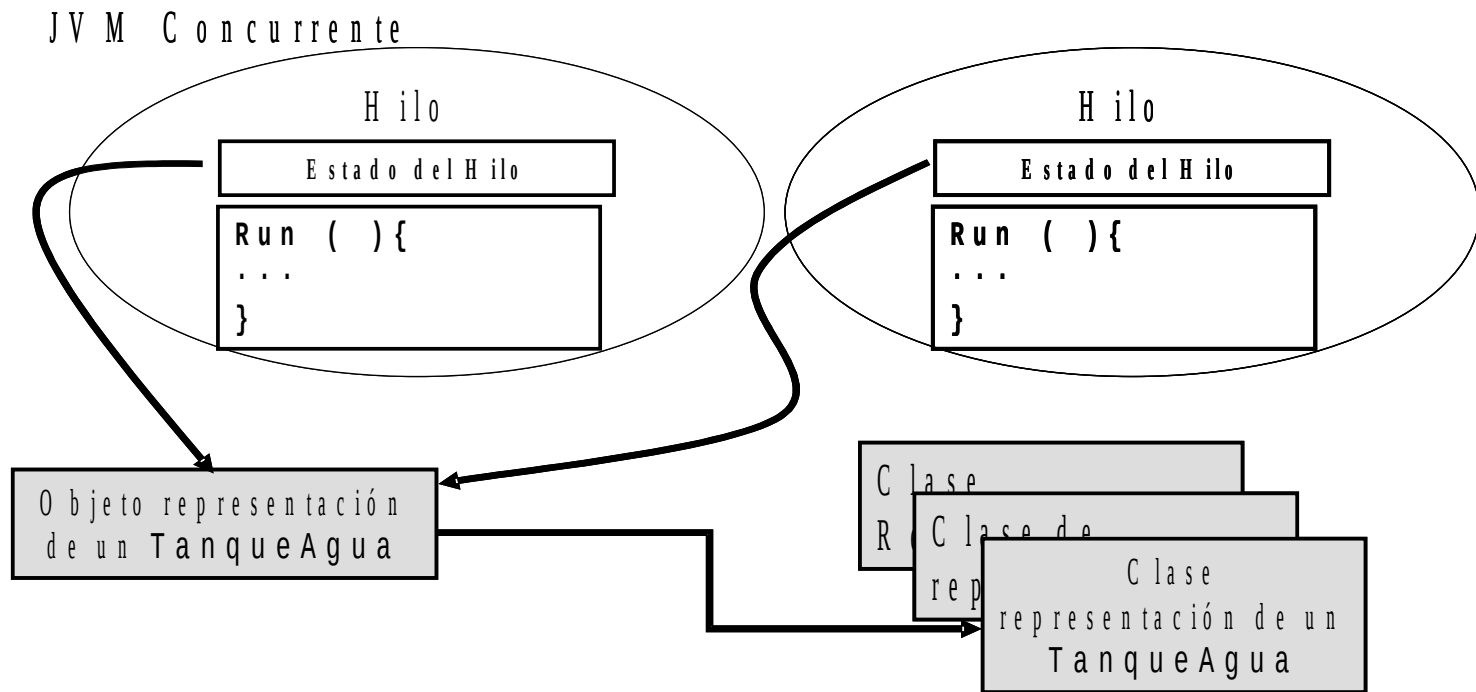 JVM Concurrente
Hilo
Estado del Hilo
Run ( ){
...
}
Hilo
Estado del Hilo
Run ( ){
...
}
Objeto representación
de un TanqueAgua
Clase
Clase de
Clase
representación de un
TanqueAgua